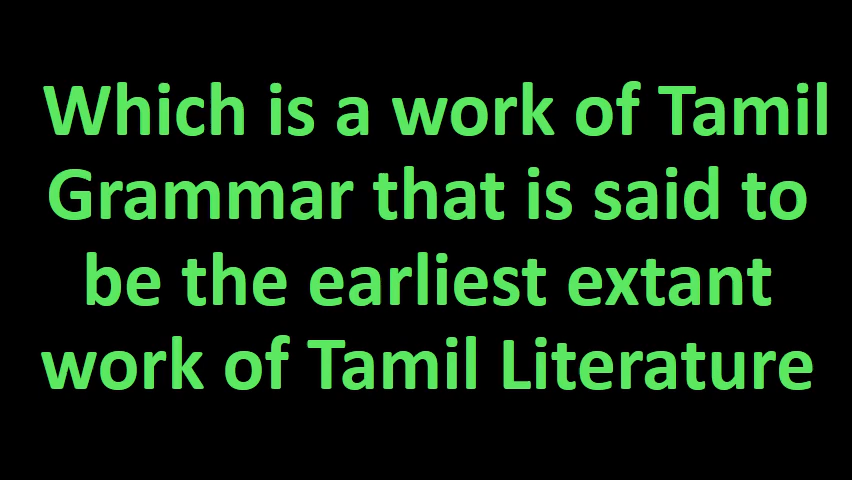 Which is a work of Tamil
Grammar that is said to
be the earliest extant
work of Tamil Literature